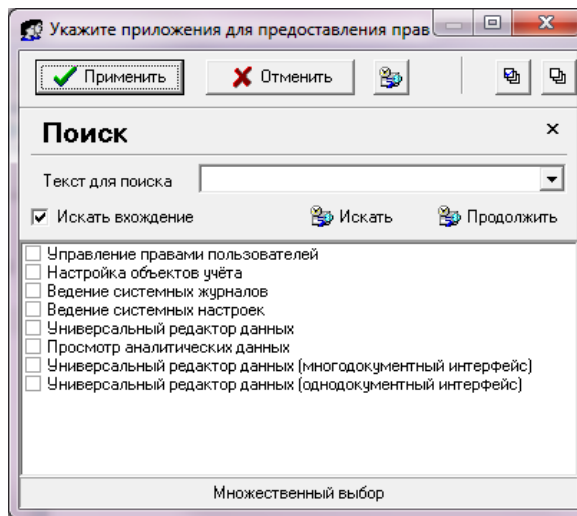 Укажите приложения для предоставления прав
Применить Отменить
Поиск
Текст для поиска
Искать вхождение Искать Продолжить
Управление правами пользователей
Настройка объектов учёта
Ведение системных журналов
Ведение системных настроек
Универсальный редактор данных
Просмотр аналитических данных
Универсальный редактор данных (многодокументный интерфейс)
Универсальный редактор данных (однодокументный интерфейс)
Множественный выбор